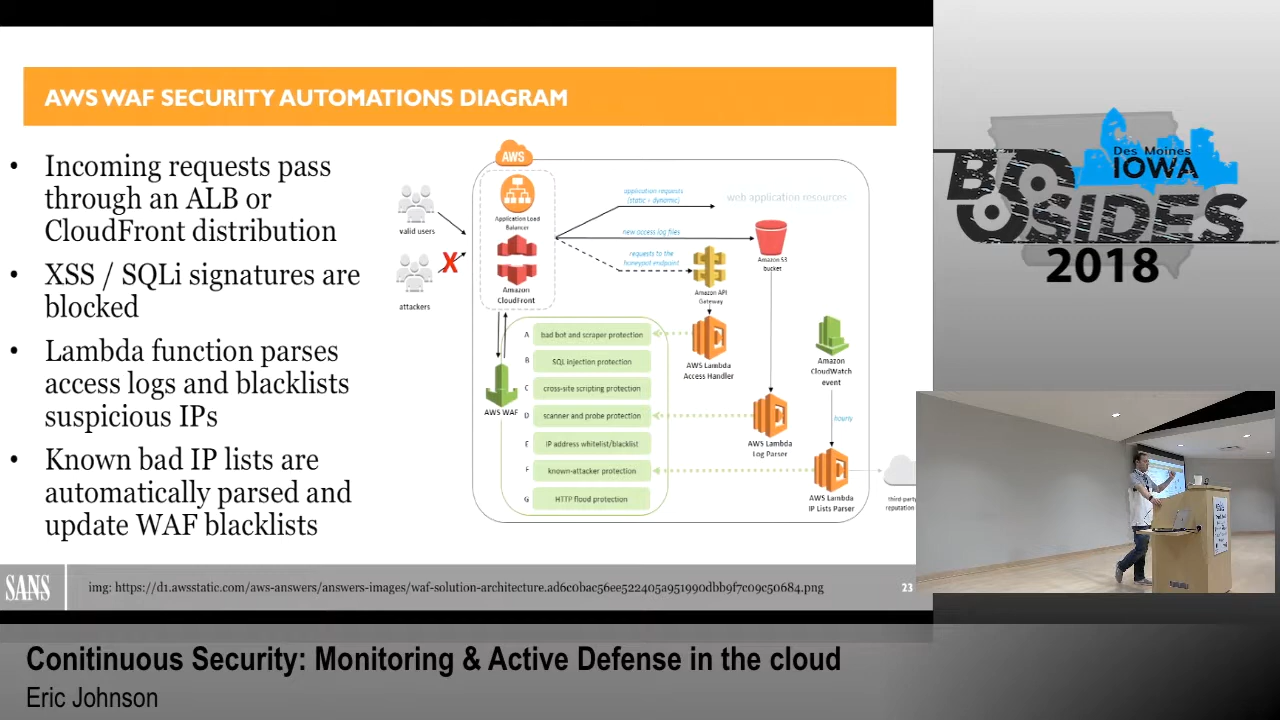 AWS WAF SECURITY AUTOMATIONS DIAGRAM
• Incoming requests pass
through an ALB or
CloudFront distribution
• XSS / SQLi signatures are
blocked
• Lambda function parses
access logs and blacklists
suspicious IPs
• Known bad IP lists are
automatically parsed and
update WAF blacklists
AWS
valid users
X
attackers
Application Load
Balancer
Amazon
CloudFront
application requests
(static + dynamic)
web application resources
new access log files
requests to the
honeypot endpoint
Amazon S3
bucket
Amazon API
Gateway
AWS Lambda
Access Handler
Amazon
CloudWatch
event
hourly
AWS WAF
A bad bot and scraper protection
B SQL injection protection
C cross-site scripting protection
D scanner and probe protection
E IP address whitelist/blacklist
F known-attacker protection
G HTTP flood protection
AWS Lambda
Log Parser
AWS Lambda
IP Lists Parser
third-party
reputation
SANS
img: https://d1.awsstatic.com/aws-answers/answers-images/waf-solution-architecture.ad6c0bac56ee522405a951990dbb9f7c09c50684.png
23
Des Moines
IOWA
BSIDES
2018
Conitinuous Security: Monitoring & Active Defense in the cloud
Eric Johnson